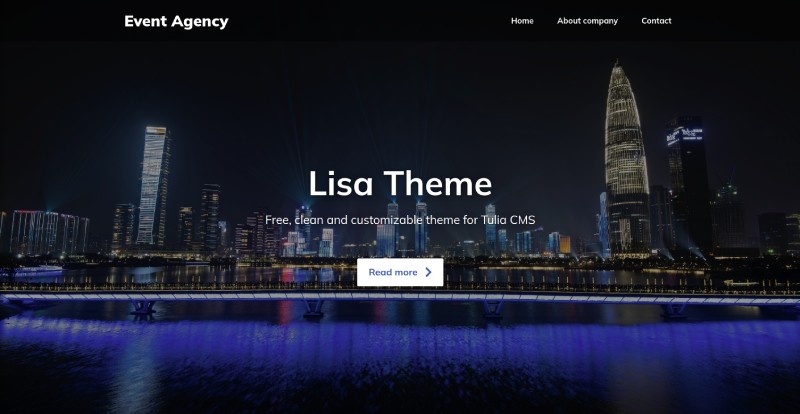 Event Agency
Home
About company
Contact
Lisa Theme
Free, clean and customizable theme for Tulia CMS
Read more